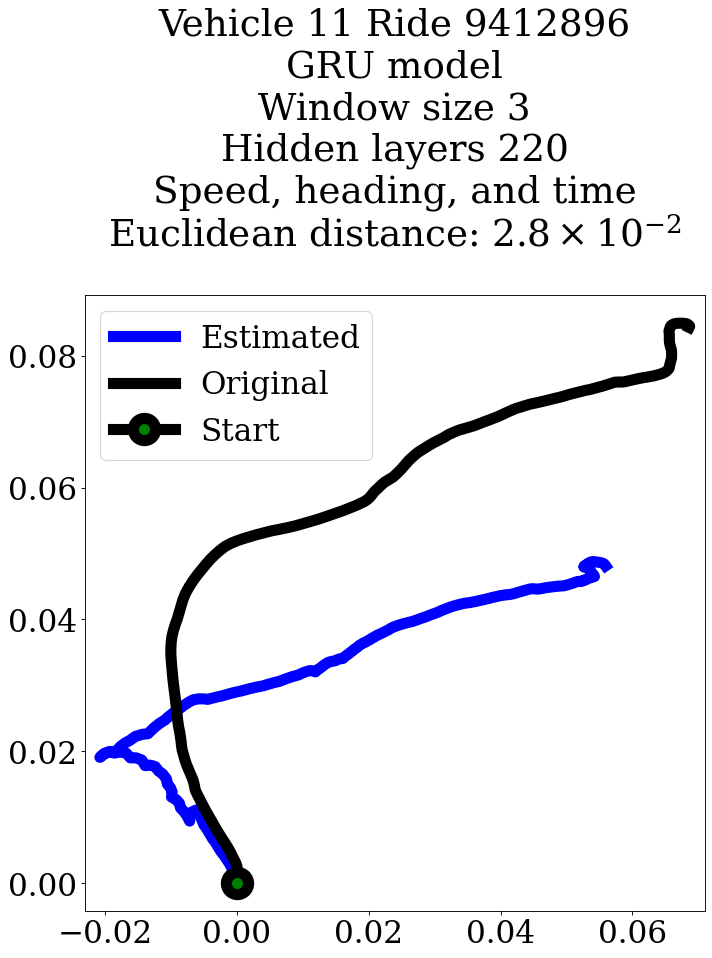 Vehicle 11 Ride 9412896
GRU model
Window size 3
Hidden layers 220
Speed, heading, and time
Euclidean distance: 2.8 × 10⁻²
Estimated
Original
Start
0.08
0.06
0.04
0.02
0.00
−0.02 0.00 0.02 0.04 0.06